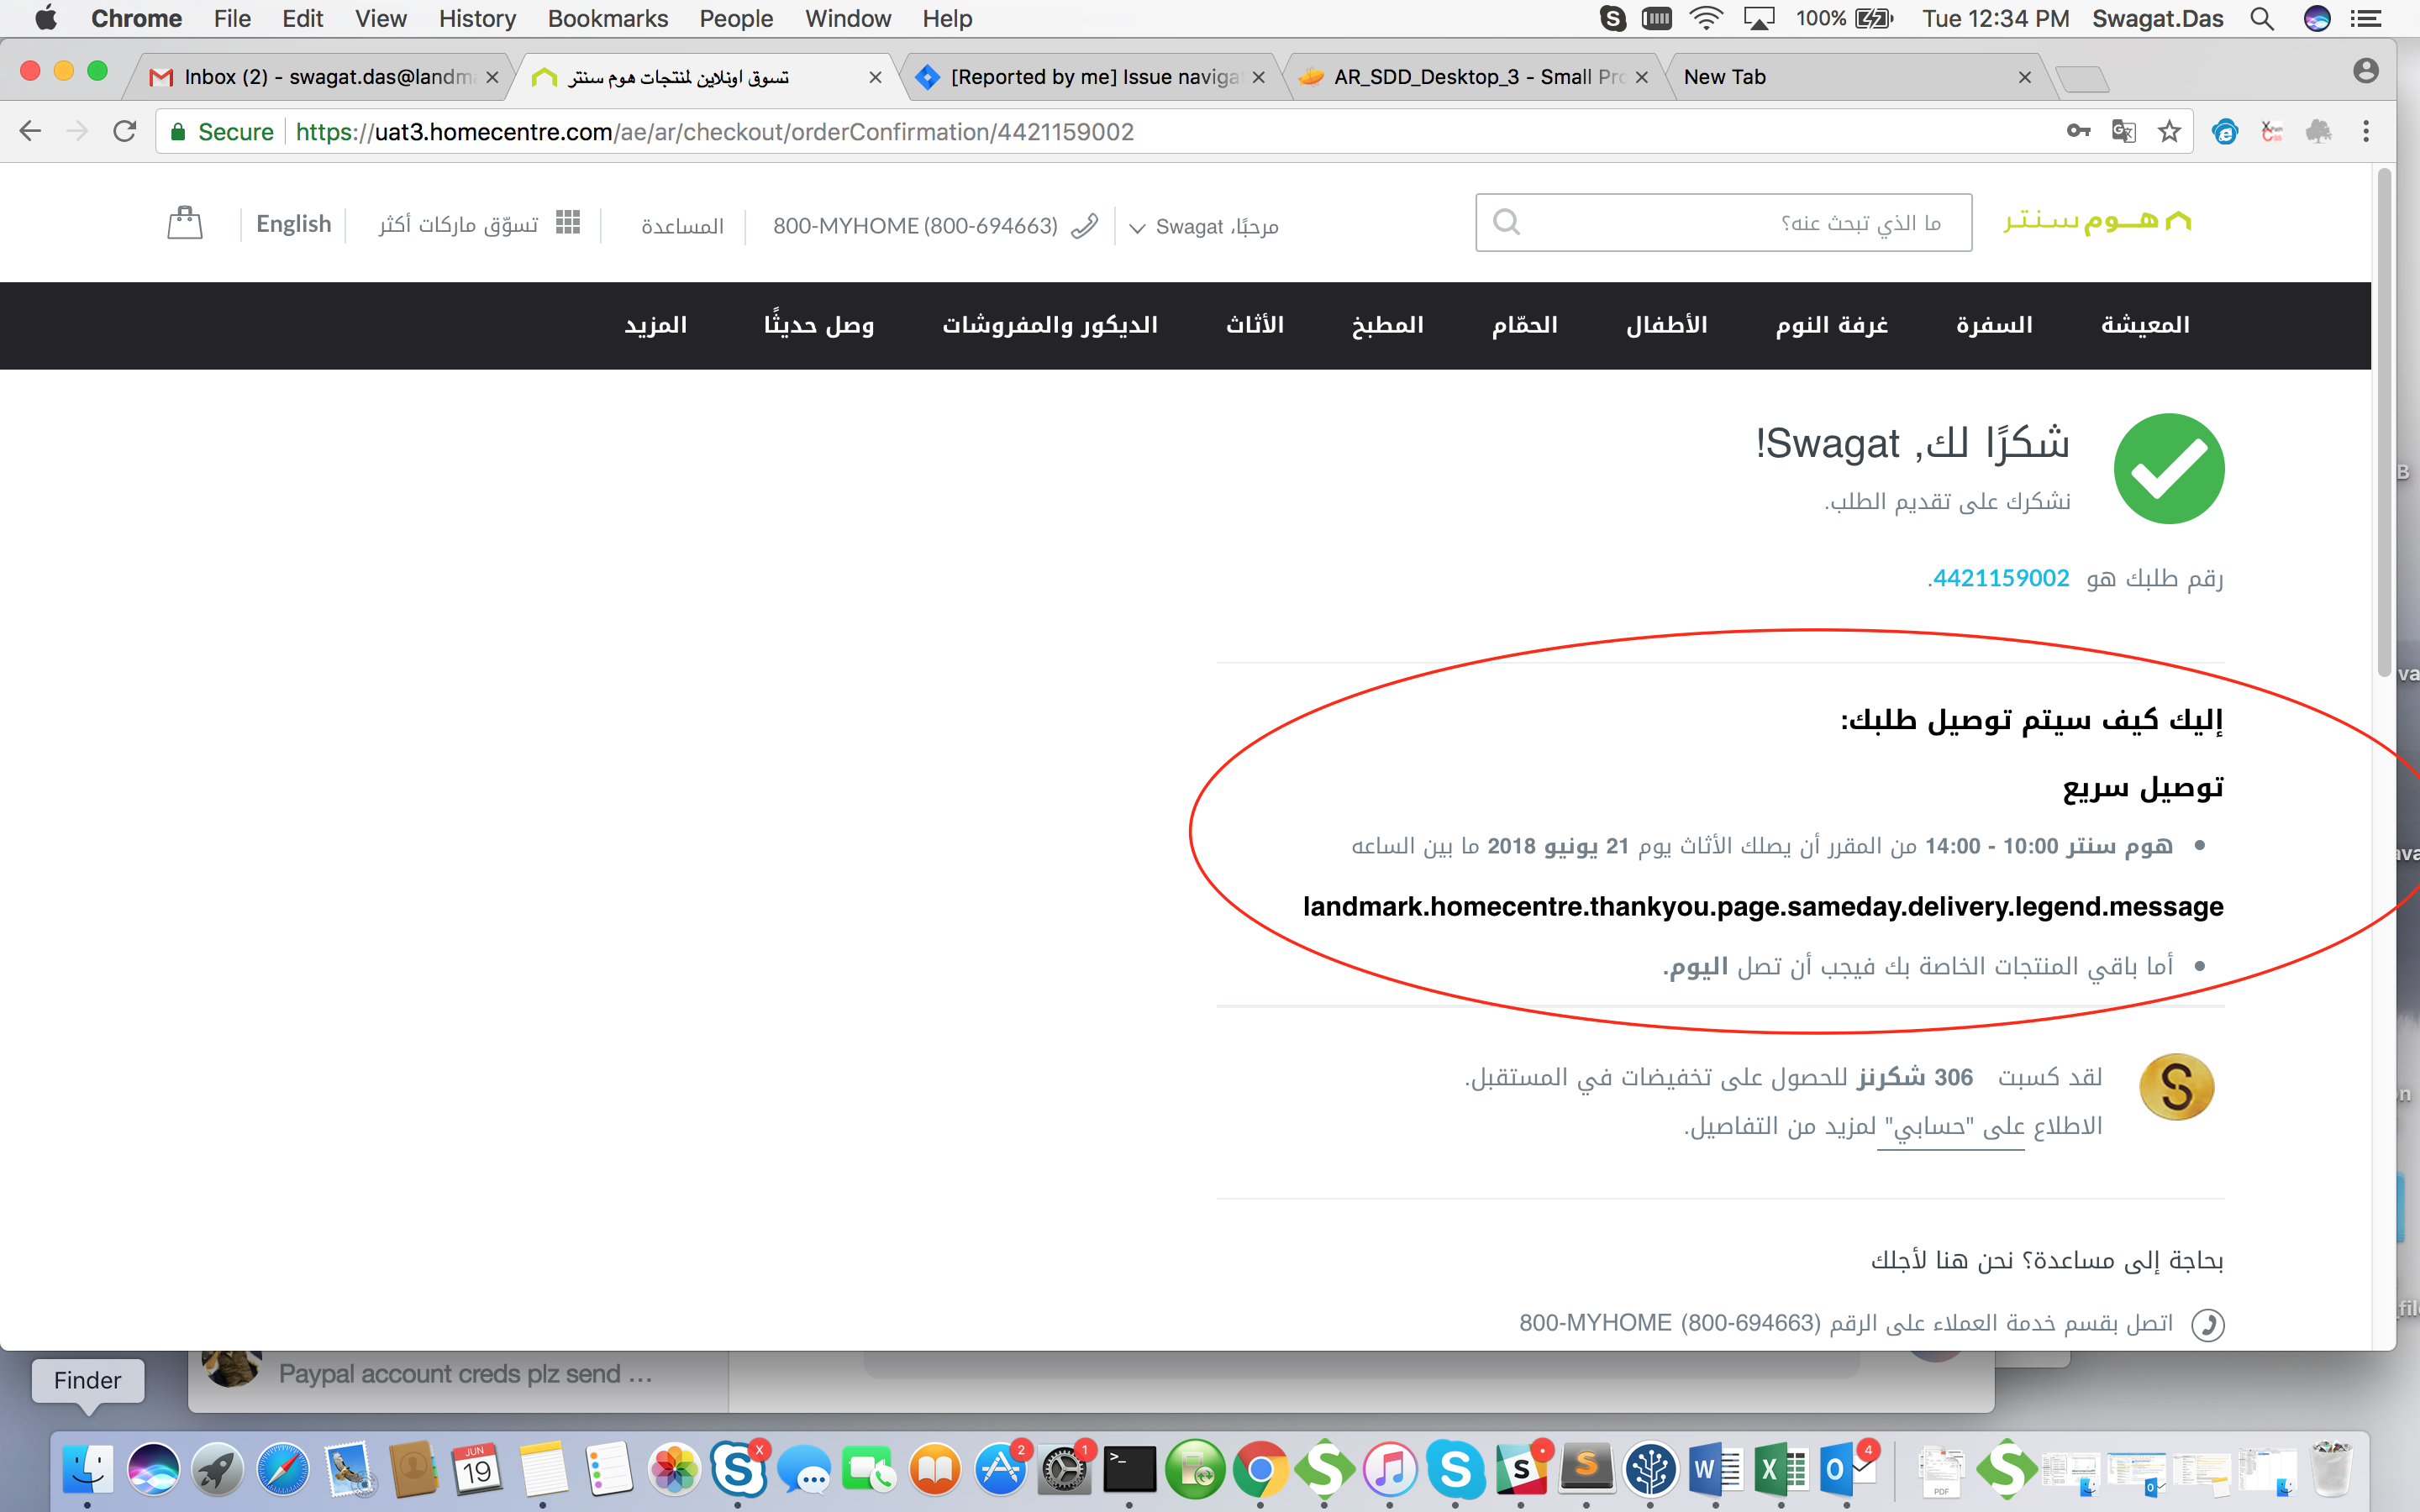 Chrome File Edit View History Bookmarks People Window Help 100% Tue 12:34 PM Swagat.Das
Inbox (2) - swagat.das@landm
تسوق اونلاين لمنتجات هوم سنتر
[Reported by me] Issue naviga
AR_SDD_Desktop_3 - Small Pro
New Tab
Secure https://uat3.homecentre.com/ae/ar/checkout/orderConfirmation/4421159002
هوم سنتر
ما الذي تبحث عنه؟
مرحبًا، Swagat
800-MYHOME (800-694663)
المساعدة
تسوّق ماركات أكثر
English
المعيشة السفرة غرفة النوم الأطفال الحمّام المطبخ الأثاث الديكور والمفروشات وصل حديثًا المزيد
شكرًا لك, Swagat!
نشكرك على تقديم الطلب.
رقم طلبك هو 4421159002.
إليك كيف سيتم توصيل طلبك:
توصيل سريع
هوم سنتر 10:00 - 14:00 من المقرر أن يصلك الأثاث يوم 21 يونيو 2018 ما بين الساعه
landmark.homecentre.thankyou.page.sameday.delivery.legend.message
أما باقي المنتجات الخاصة بك فيجب أن تصل اليوم.
لقد كسبت 306 شكرنز للحصول على تخفيضات في المستقبل.
الاطلاع على "حسابي" لمزيد من التفاصيل.
بحاجة إلى مساعدة؟ نحن هنا لأجلك
اتصل بقسم خدمة العملاء على الرقم 800-MYHOME (800-694663)
Paypal account creds plz send ...
Finder
JUN
19
PDF